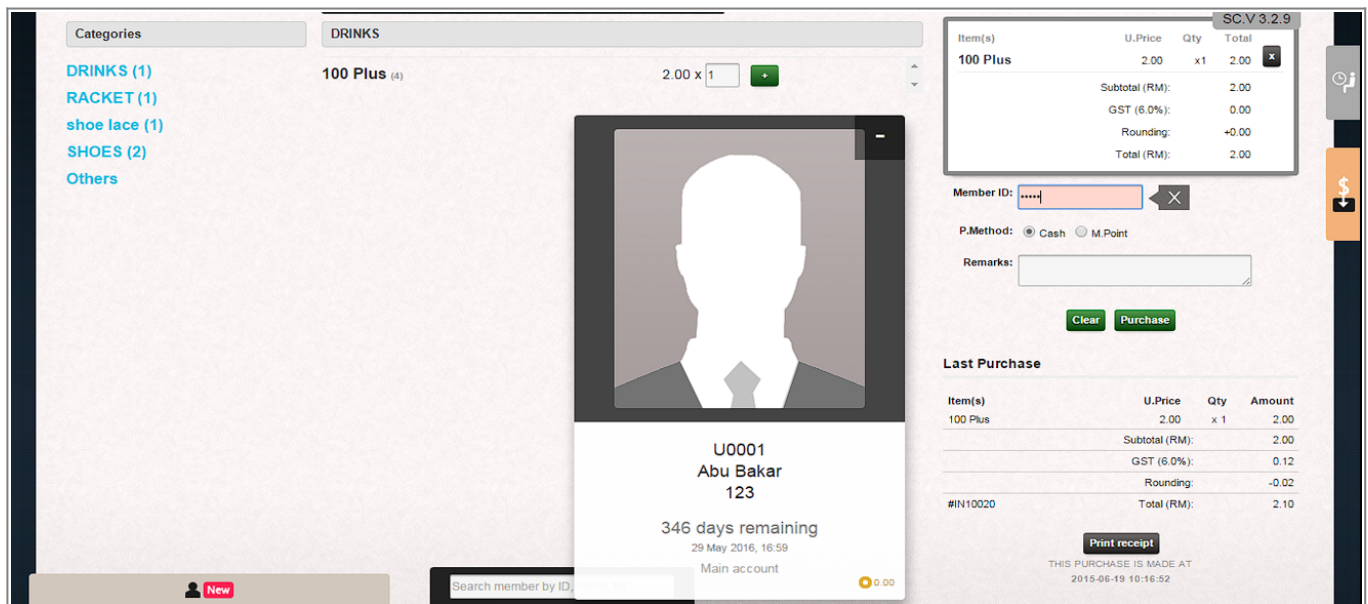 Categories
DRINKS (1)
RACKET (1)
shoe lace (1)
SHOES (2)
Others
DRINKS
100 Plus (4) 2.00 x 1 +
-
U0001
Abu Bakar
123
346 days remaining
29 May 2016, 16:59
Main account
0.00
New
Search member by ID,
SC.V 3.2.9
Item(s) U.Price Qty Total
100 Plus 2.00 x1 2.00 x
Subtotal (RM): 2.00
GST (6.0%): 0.00
Rounding: +0.00
Total (RM): 2.00
Member ID: ••••• X
P.Method: Cash M.Point
Remarks:
Clear Purchase
Last Purchase
Item(s) U.Price Qty Amount
100 Plus 2.00 x 1 2.00
Subtotal (RM): 2.00
GST (6.0%): 0.12
Rounding: -0.02
#IN10020 Total (RM): 2.10
Print receipt
THIS PURCHASE IS MADE AT
2015-06-19 10:16:52
$